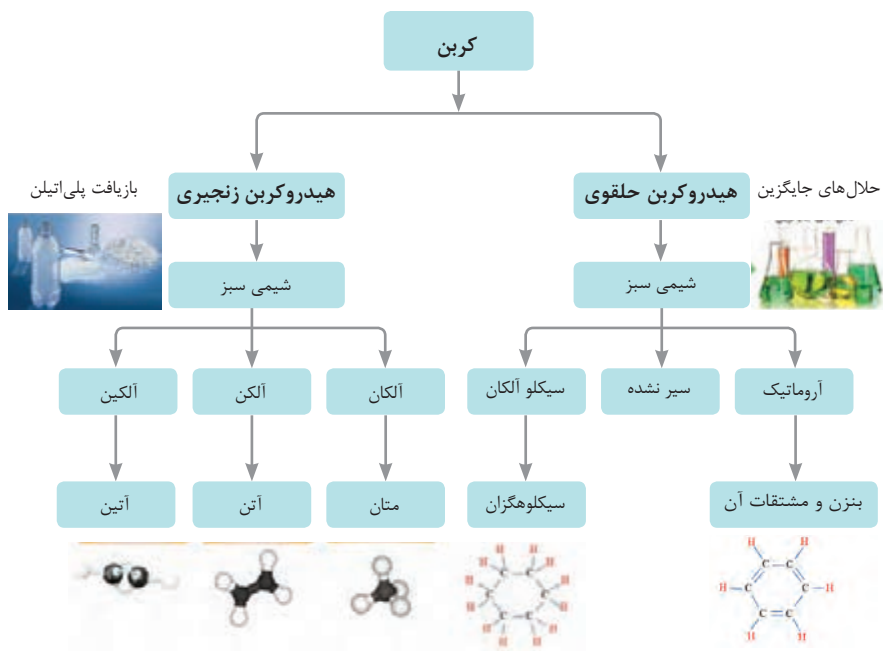 کربن
هیدروکربن حلقوی
هیدروکربن زنجیری
حلال‌های جایگزین
بازیافت پلی‌اتیلن
شیمی سبز
شیمی سبز
آروماتیک
سیر نشده
سیکلو آلکان
آلکان
آلکن
آلکین
بنزن و مشتقات آن
سیکلوهگزان
متان
آتن
آتین
H H H H
C C
H C C H
H C C H
C C
H H H H
H H
C C
H C C H
C C
H H